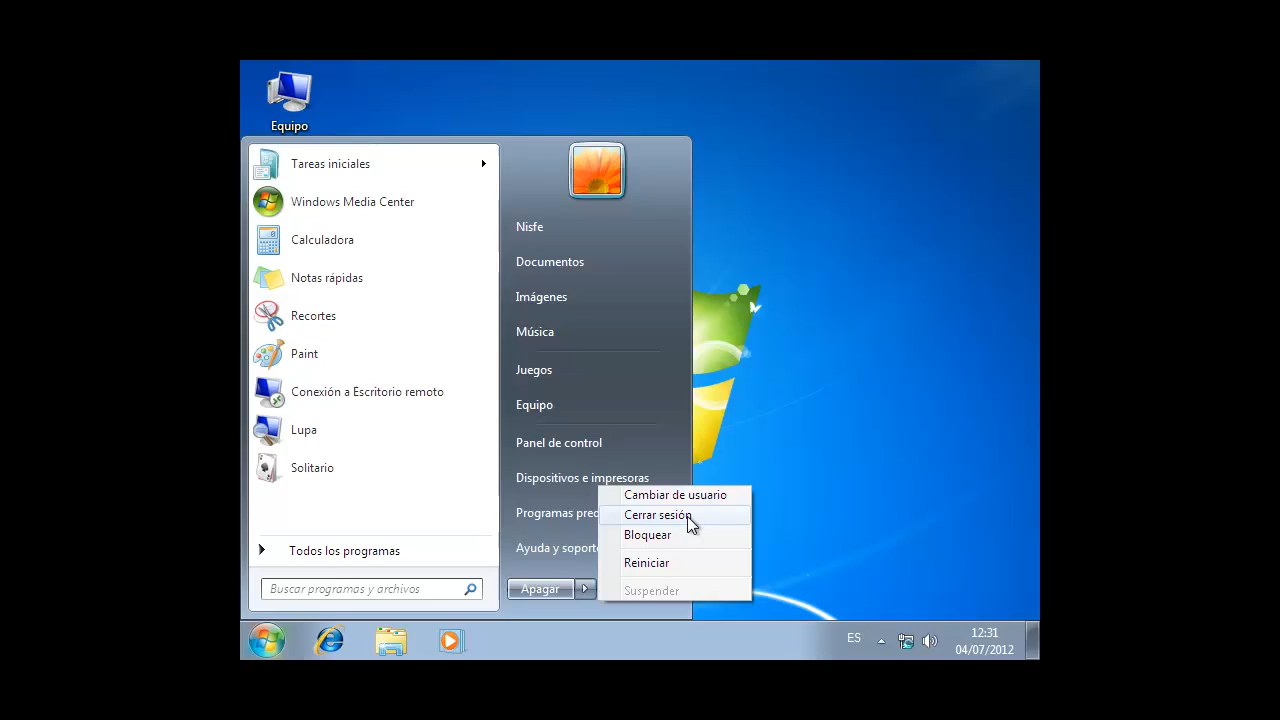 Equipo
Tareas iniciales
Windows Media Center
Calculadora
Notas rápidas
Recortes
Paint
Conexión a Escritorio remoto
Lupa
Solitario
Todos los programas
Buscar programas y archivos
Nisfe
Documentos
Imágenes
Música
Juegos
Equipo
Panel de control
Dispositivos e impresoras
Programas pred
Ayuda y soporte
Apagar
Cambiar de usuario
Cerrar sesión
Bloquear
Reiniciar
Suspender
ES
12:31
04/07/2012